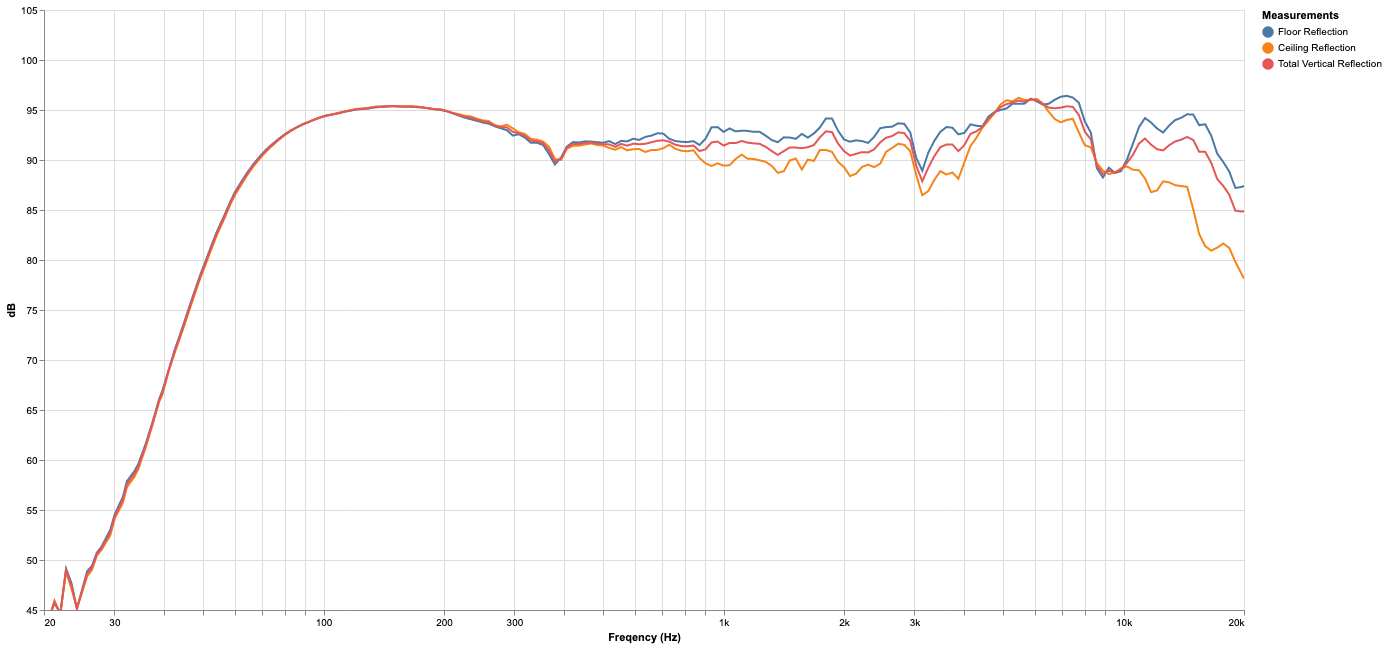 105
100
95
90
85
80
75
70
65
60
55
50
45
dB
20 30 100 200 300 1k 2k 3k 10k 20k
Freqency (Hz)
Measurements
Floor Reflection
Ceiling Reflection
Total Vertical Reflection